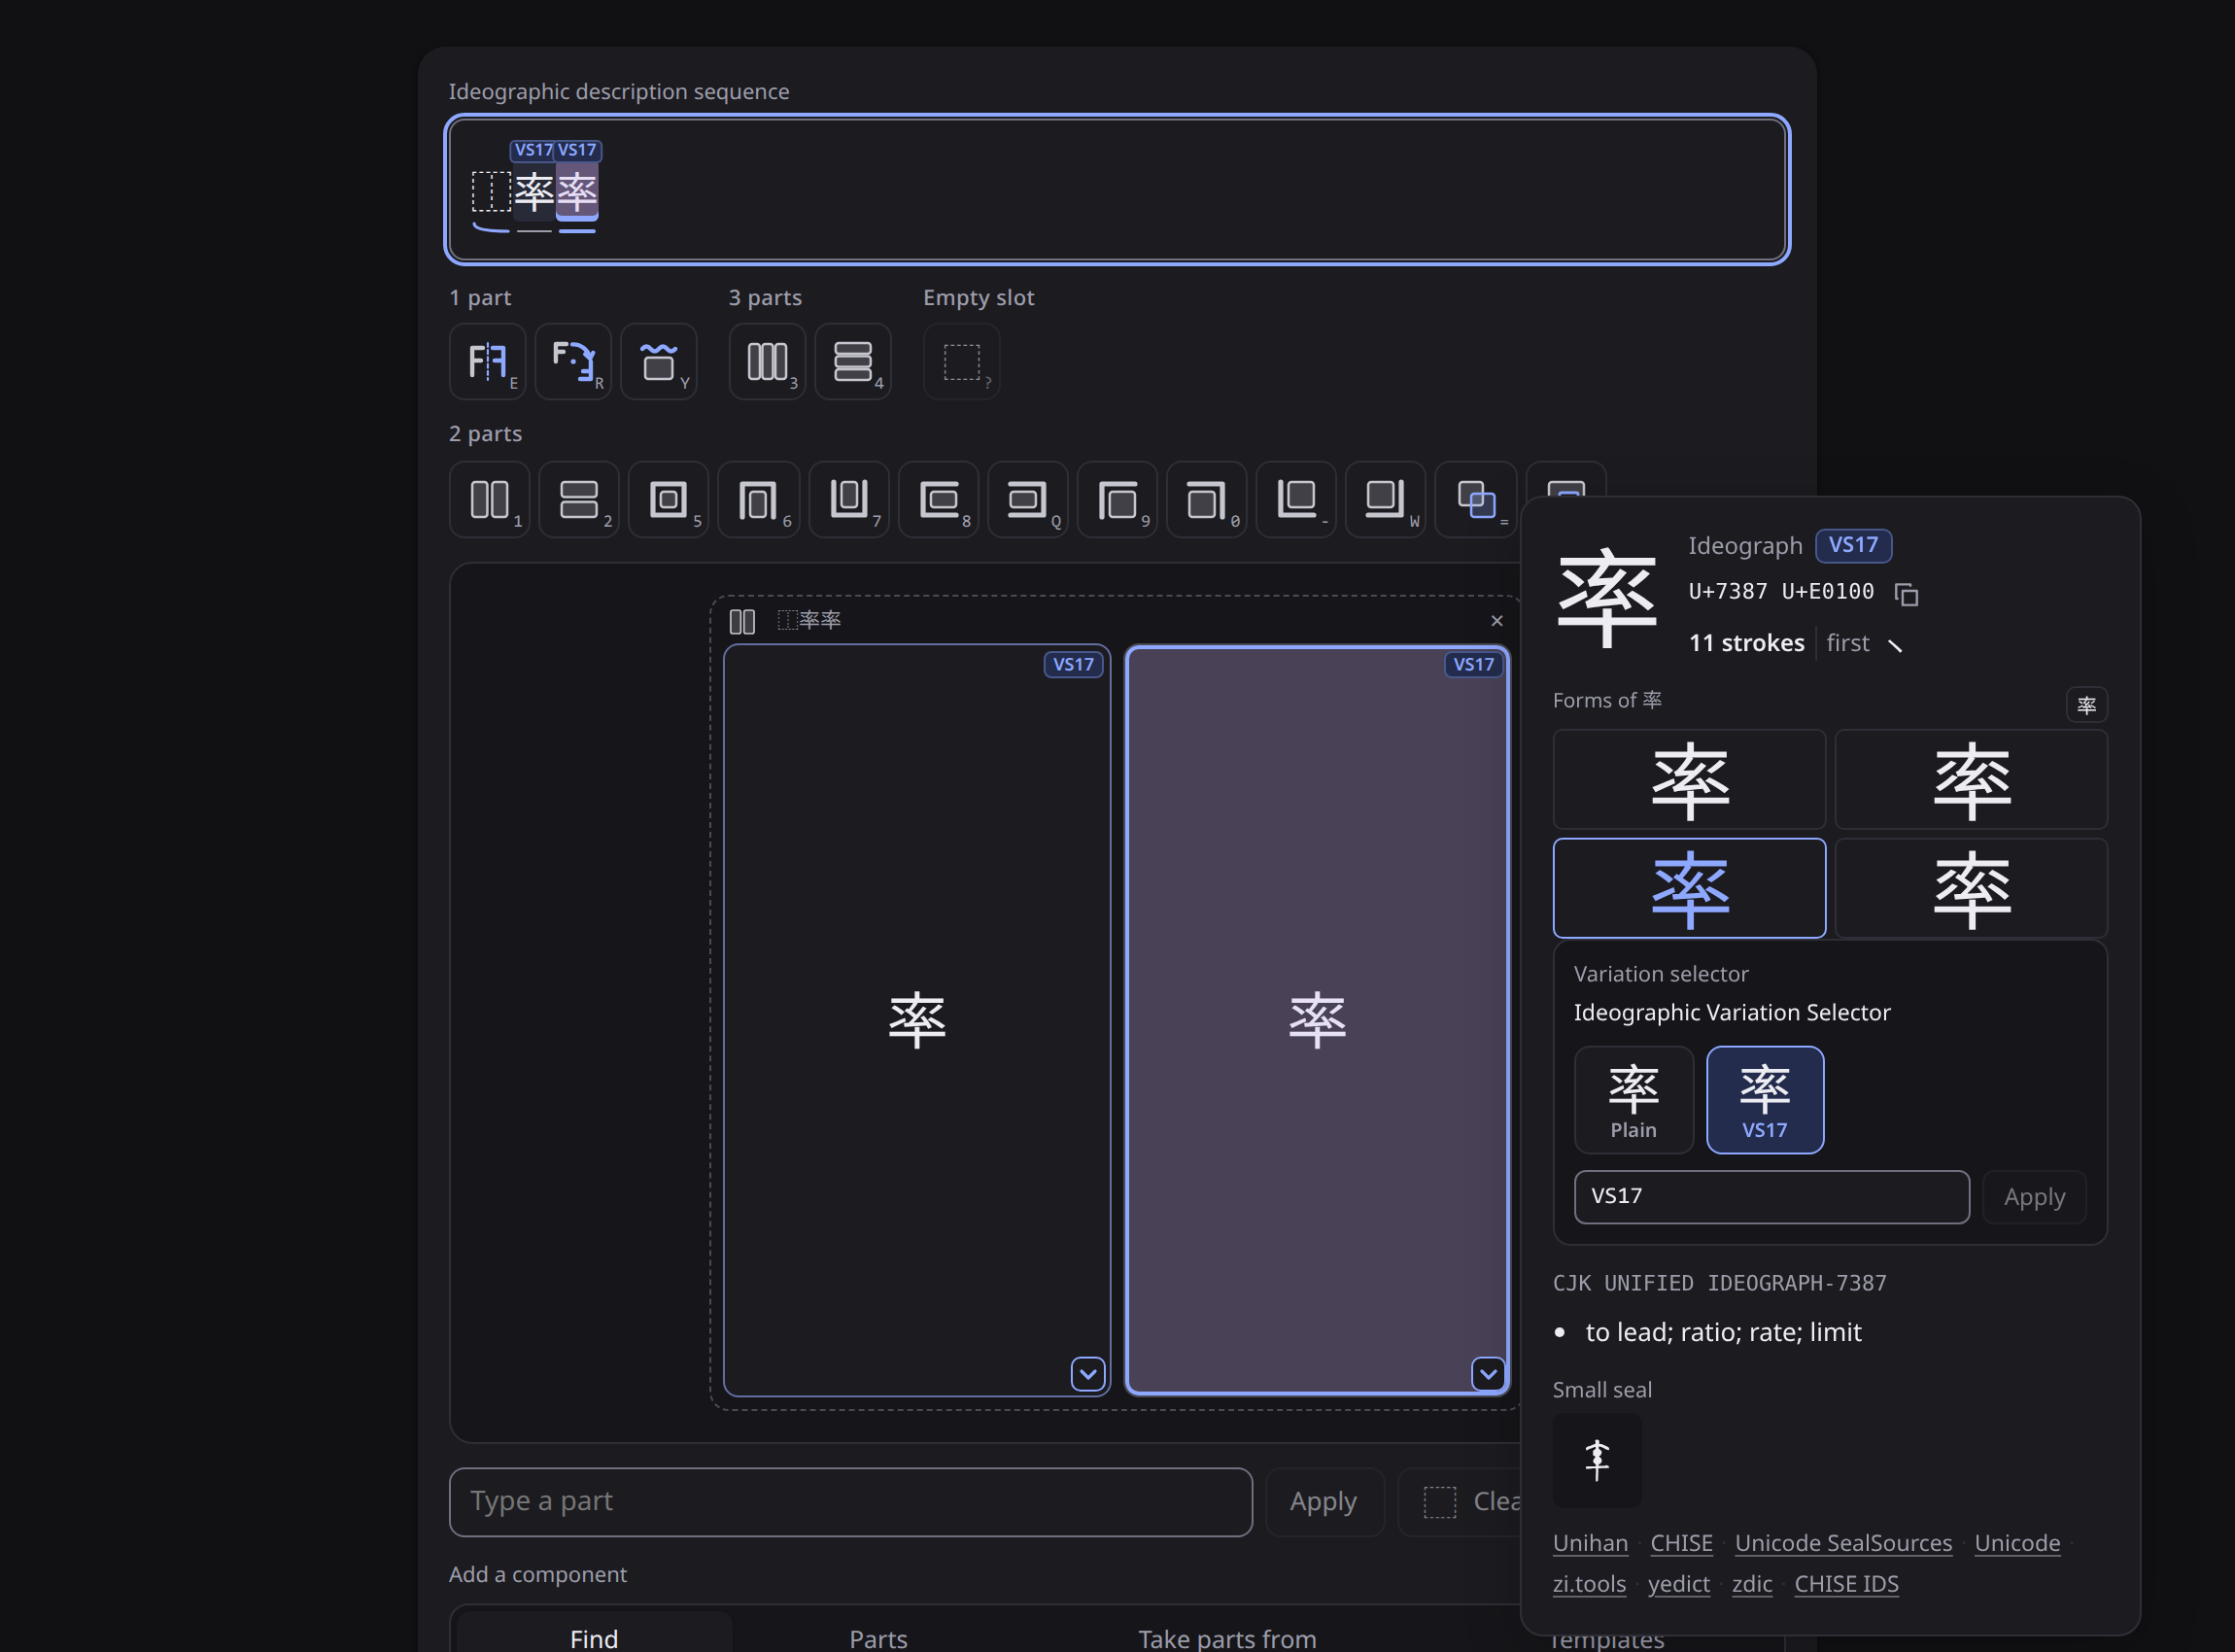 Ideographic description sequence
VS17 VS17
⿰率率
1 part
3 parts
Empty slot
E R Y 3 4 ?
2 parts
1 2 5 6 7 8 Q 9 0 - W =
⿰率率 ×
VS17
率
VS17
率
Type a part
Apply
Clea
Add a component
Find
Parts
Take parts from
Templates
率
Ideograph VS17
U+7387 U+E0100
11 strokes first
Forms of 率
率
率 率
率 率
Variation selector
Ideographic Variation Selector
率 率
Plain VS17
VS17
Apply
CJK UNIFIED IDEOGRAPH-7387
• to lead; ratio; rate; limit
Small seal
Unihan · CHISE · Unicode SealSources · Unicode ·
zi.tools · yedict · zdic · CHISE IDS